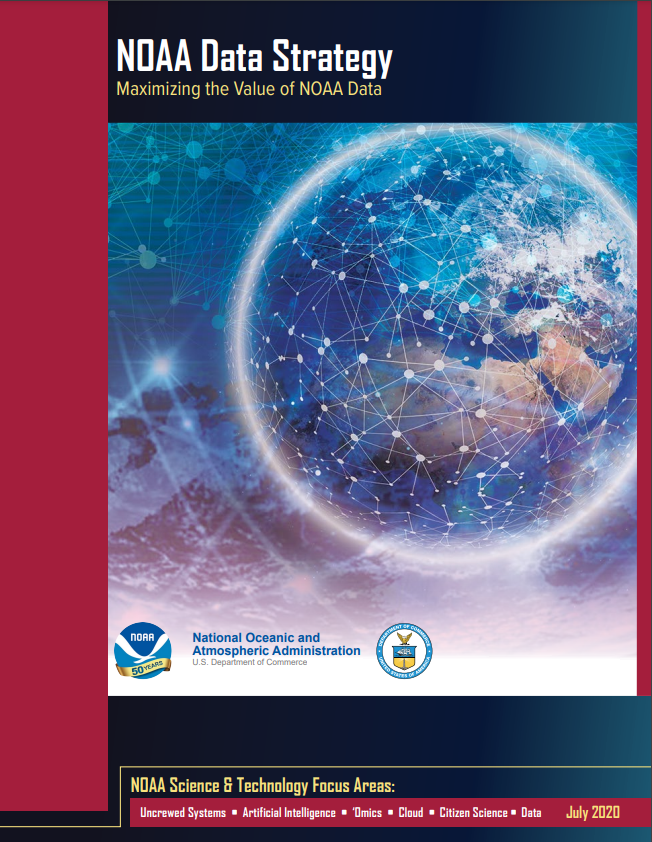 NOAA Data Strategy
Maximizing the Value of NOAA Data
NOAA
50 YEARS
National Oceanic and
Atmospheric Administration
U.S. Department of Commerce
DEPARTMENT OF COMMERCE
UNITED STATES OF AMERICA
NOAA Science & Technology Focus Areas:
Uncrewed Systems ▪ Artificial Intelligence ▪ 'Omics ▪ Cloud ▪ Citizen Science ▪ Data July 2020